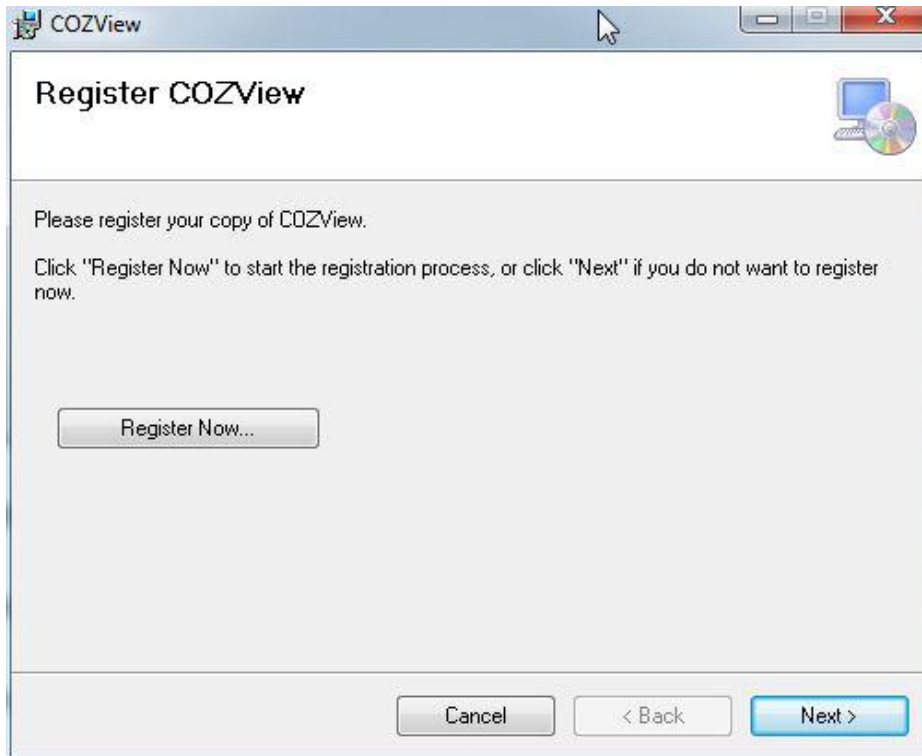 COZView
Register COZView
Please register your copy of COZView.
Click "Register Now" to start the registration process, or click "Next" if you do not want to register
now.
Register Now...
Cancel
< Back
Next >